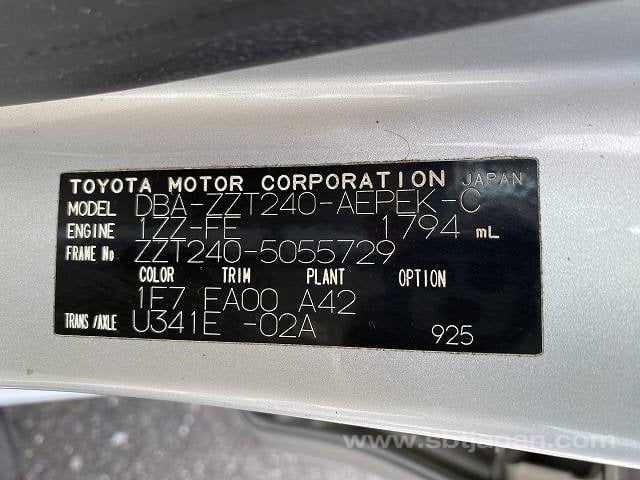 TOYOTA MOTOR CORPORATION JAPAN
MODEL DBA-ZZT240-AEPEK-C
ENGINE 1ZZ-FE 1794 mL
FRAME No ZZT240-5055729
COLOR TRIM PLANT OPTION
1F7 EA00 A42
TRANS /AXLE U341E -02A 925
www.sbtjapan.com